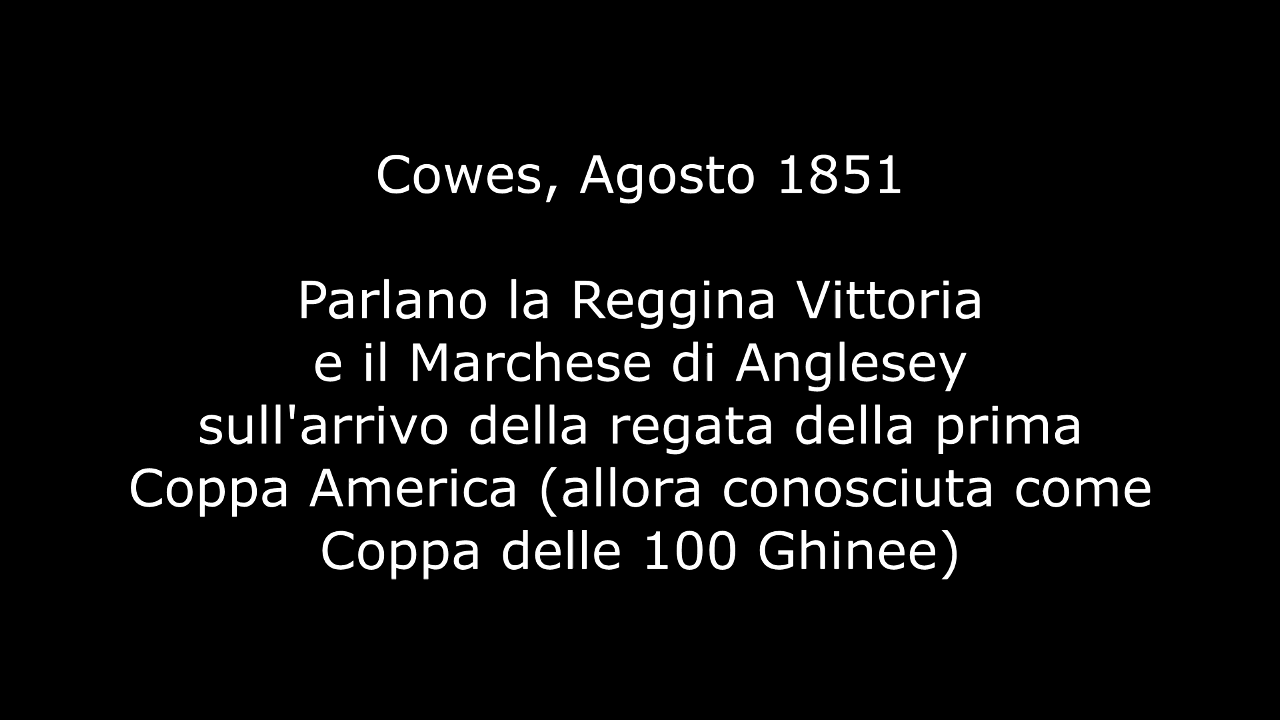 Cowes, Agosto 1851
Parlano la Reggina Vittoria
e il Marchese di Anglesey
sull'arrivo della regata della prima
Coppa America (allora conosciuta come
Coppa delle 100 Ghinee)